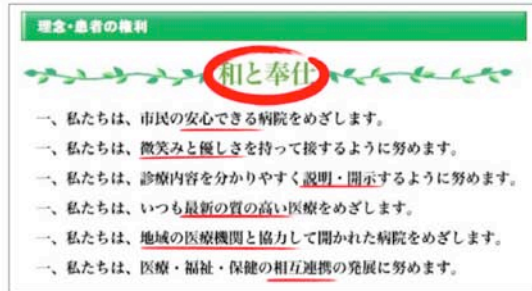 理念・患者の権利
和と奉仕
一、私たちは、市民の安心できる病院をめざします。
一、私たちは、微笑みと優しさを持って接するように努めます。
一、私たちは、診療内容を分かりやすく説明・開示するように努めます。
一、私たちは、いつも最新の質の高い医療をめざします。
一、私たちは、地域の医療機関と協力して開かれた病院をめざします。
一、私たちは、医療・福祉・保健の相互連携の発展に努めます。